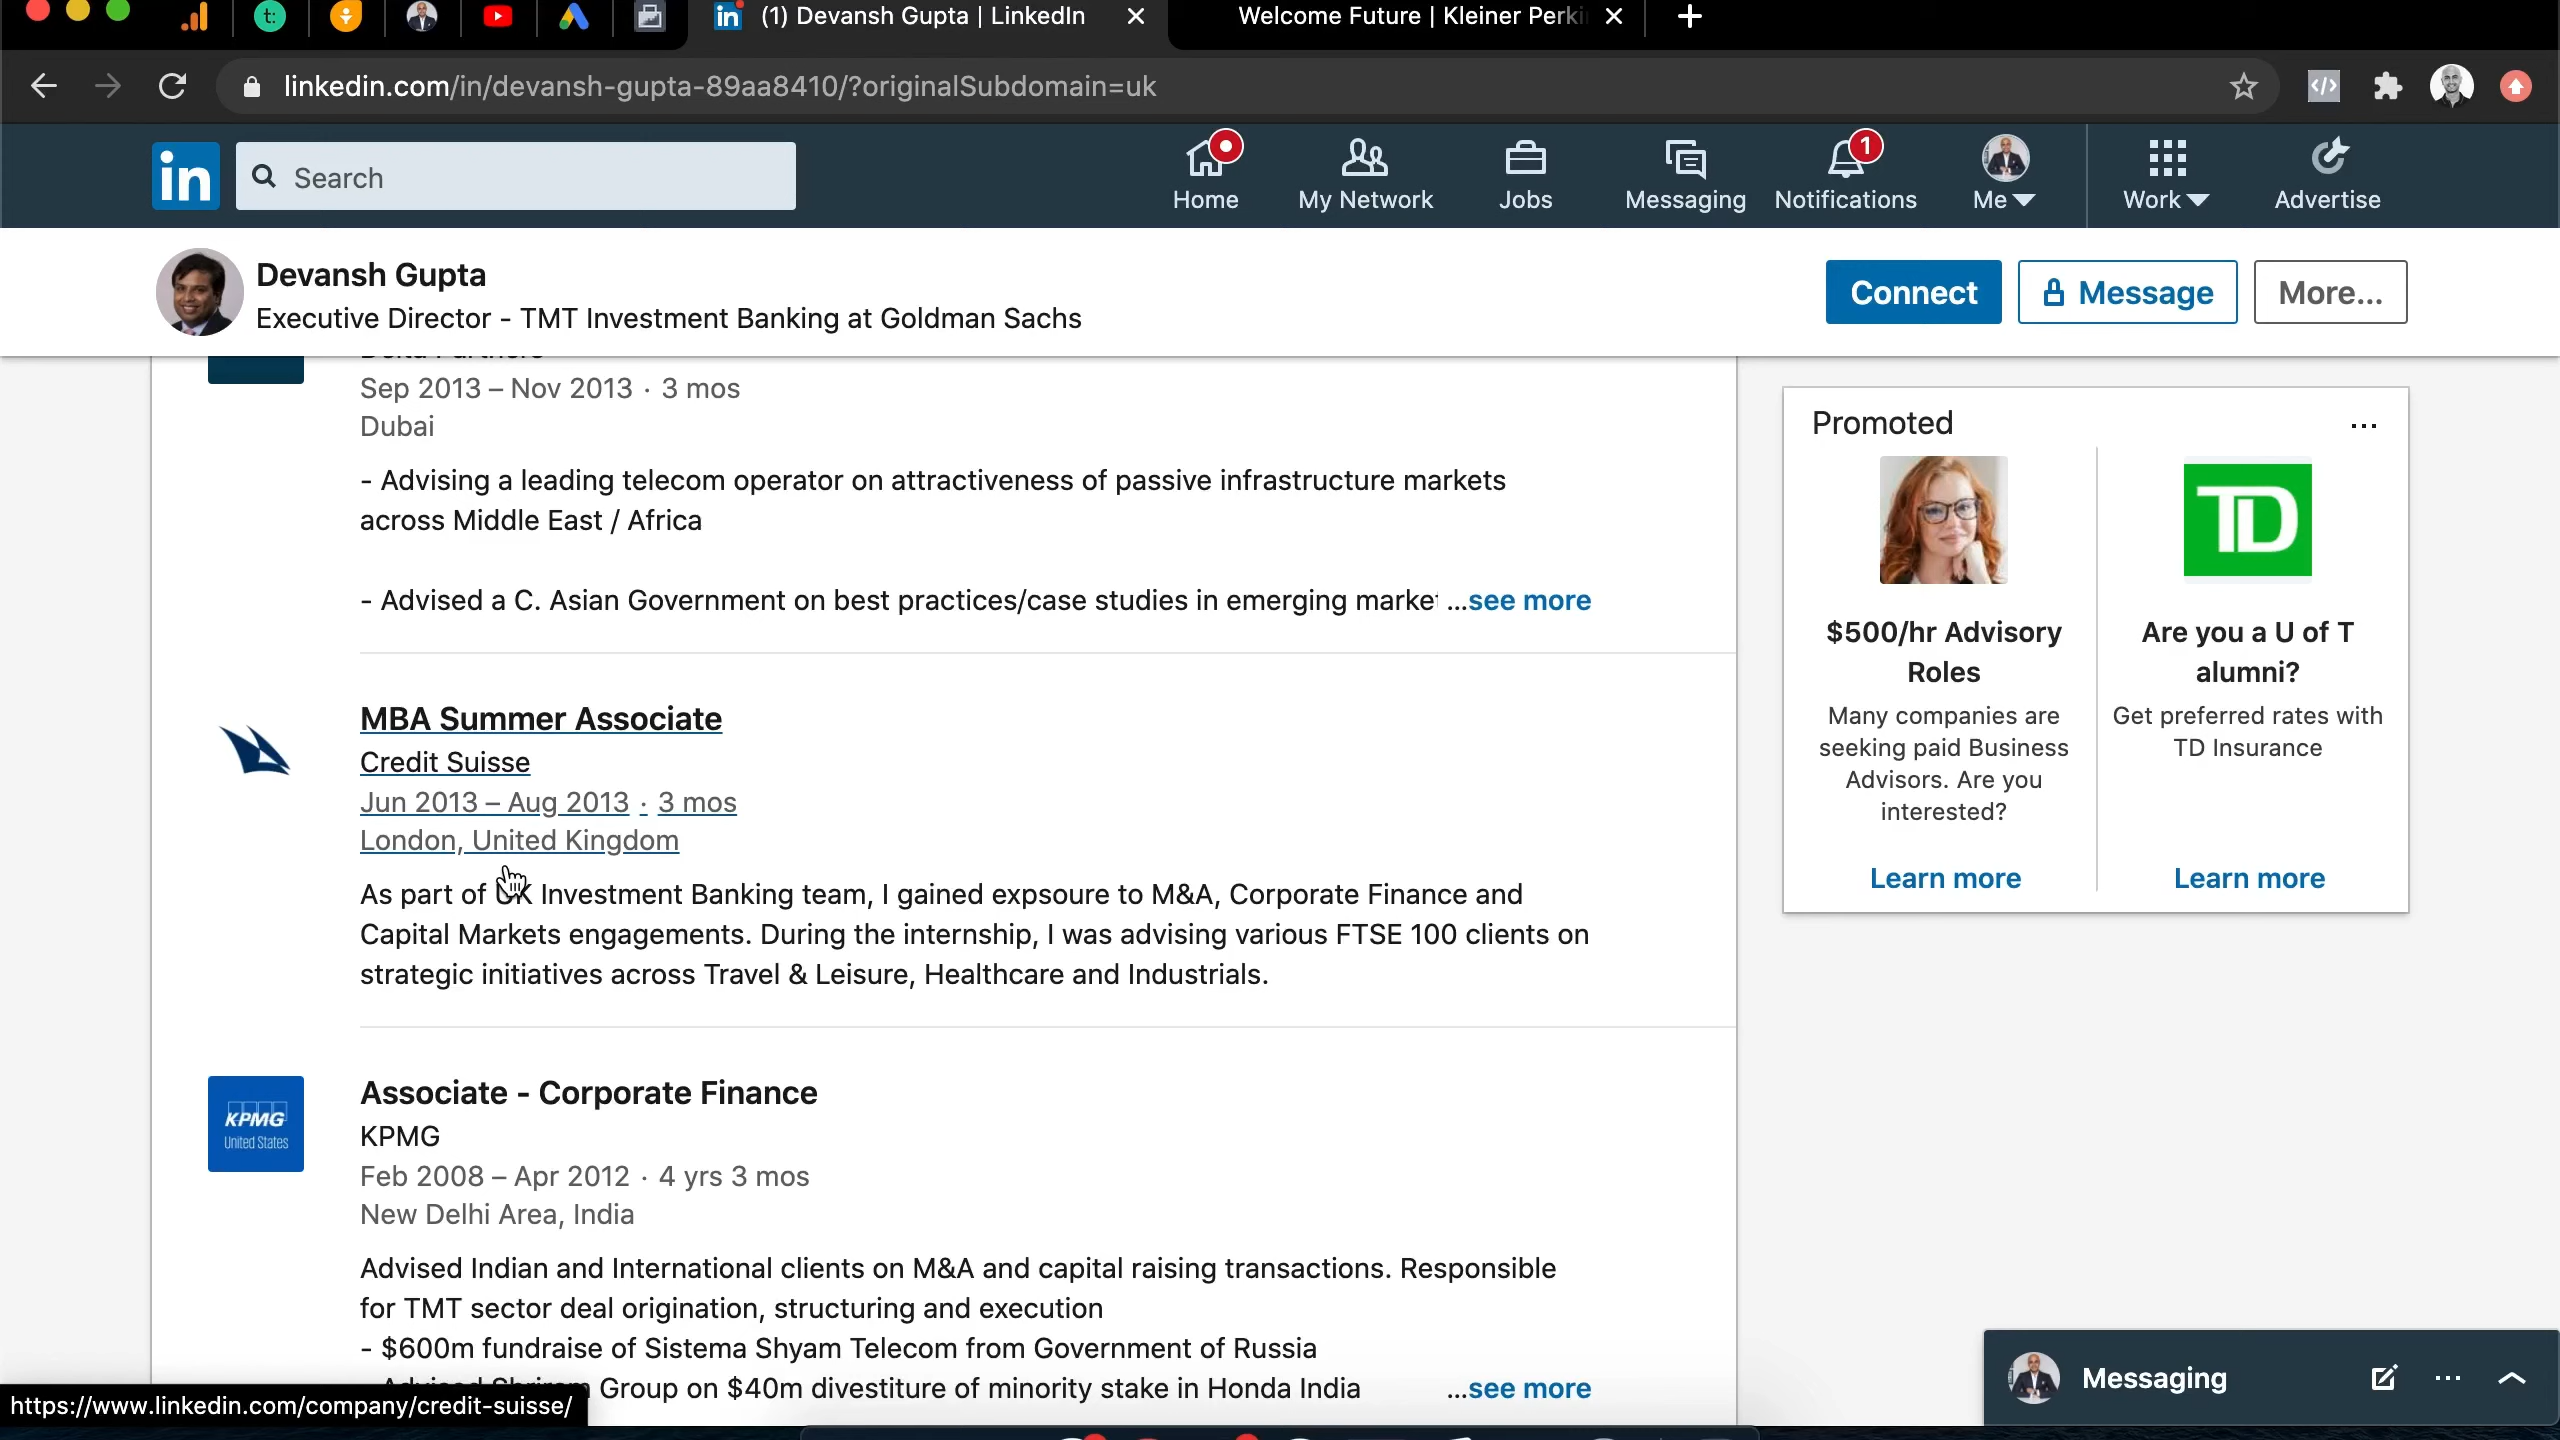 (1) Devansh Gupta | LinkedIn
Welcome Future | Kleiner Perki
linkedin.com/in/devansh-gupta-89aa8410/?originalSubdomain=uk
in
Search
Home
My Network
Jobs
Messaging
1
Notifications
Me
Work
Advertise
Devansh Gupta
Executive Director - TMT Investment Banking at Goldman Sachs
Connect
Message
More...
Sep 2013 – Nov 2013 · 3 mos
Dubai
- Advising a leading telecom operator on attractiveness of passive infrastructure markets
across Middle East / Africa
- Advised a C. Asian Government on best practices/case studies in emerging market ...see more
MBA Summer Associate
Credit Suisse
Jun 2013 – Aug 2013 · 3 mos
London, United Kingdom
As part of UK Investment Banking team, I gained expsoure to M&A, Corporate Finance and
Capital Markets engagements. During the internship, I was advising various FTSE 100 clients on
strategic initiatives across Travel & Leisure, Healthcare and Industrials.
KPMG
United States
Associate - Corporate Finance
KPMG
Feb 2008 – Apr 2012 · 4 yrs 3 mos
New Delhi Area, India
Advised Indian and International clients on M&A and capital raising transactions. Responsible
for TMT sector deal origination, structuring and execution
- $600m fundraise of Sistema Shyam Telecom from Government of Russia
Group on $40m divestiture of minority stake in Honda India ...see more
Promoted
TD
$500/hr Advisory
Roles
Many companies are
seeking paid Business
Advisors. Are you
interested?
Learn more
Are you a U of T
alumni?
Get preferred rates with
TD Insurance
Learn more
Messaging
https://www.linkedin.com/company/credit-suisse/